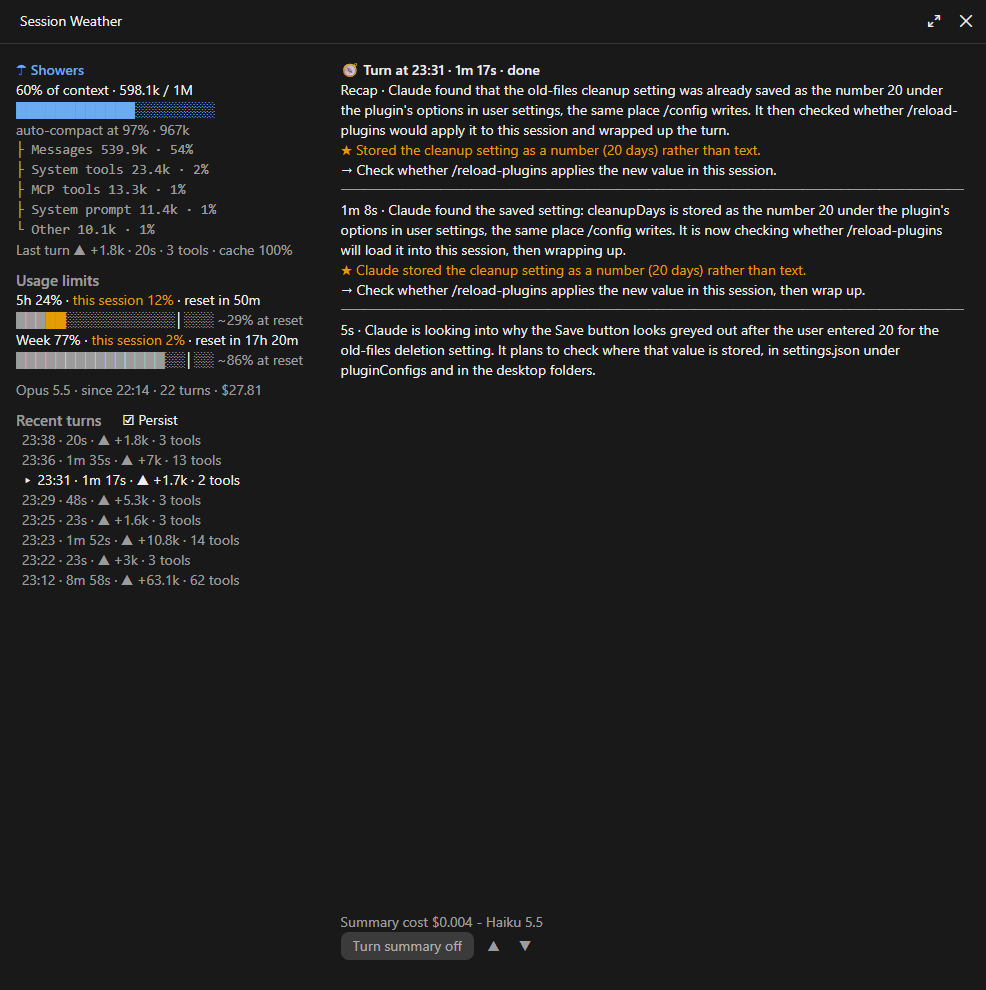 Session Weather
☂ Showers
60% of context · 598.1k / 1M
auto-compact at 97% · 967k
├ Messages 539.9k · 54%
├ System tools 23.4k · 2%
├ MCP tools 13.3k · 1%
├ System prompt 11.4k · 1%
└ Other 10.1k · 1%
Last turn ▲ +1.8k · 20s · 3 tools · cache 100%
Usage limits
5h 24% · this session 12% · reset in 50m
~29% at reset
Week 77% · this session 2% · reset in 17h 20m
~86% at reset
Opus 5.5 · since 22:14 · 22 turns · $27.81
Recent turns ☑ Persist
23:38 · 20s · ▲ +1.8k · 3 tools
23:36 · 1m 35s · ▲ +7k · 13 tools
▸ 23:31 · 1m 17s · ▲ +1.7k · 2 tools
23:29 · 48s · ▲ +5.3k · 3 tools
23:25 · 23s · ▲ +1.6k · 3 tools
23:23 · 1m 52s · ▲ +10.8k · 14 tools
23:22 · 23s · ▲ +3k · 3 tools
23:12 · 8m 58s · ▲ +63.1k · 62 tools
🧭 Turn at 23:31 · 1m 17s · done
Recap · Claude found that the old-files cleanup setting was already saved as the number 20 under
the plugin's options in user settings, the same place /config writes. It then checked whether /reload-
plugins would apply it to this session and wrapped up the turn.
★ Stored the cleanup setting as a number (20 days) rather than text.
→ Check whether /reload-plugins applies the new value in this session.
1m 8s · Claude found the saved setting: cleanupDays is stored as the number 20 under the plugin's
options in user settings, the same place /config writes. It is now checking whether /reload-plugins
will load it into this session, then wrapping up.
★ Claude stored the cleanup setting as a number (20 days) rather than text.
→ Check whether /reload-plugins applies the new value in this session, then wrap up.
5s · Claude is looking into why the Save button looks greyed out after the user entered 20 for the
old-files deletion setting. It plans to check where that value is stored, in settings.json under
pluginConfigs and in the desktop folders.
Summary cost $0.004 - Haiku 5.5
Turn summary off ▲ ▼